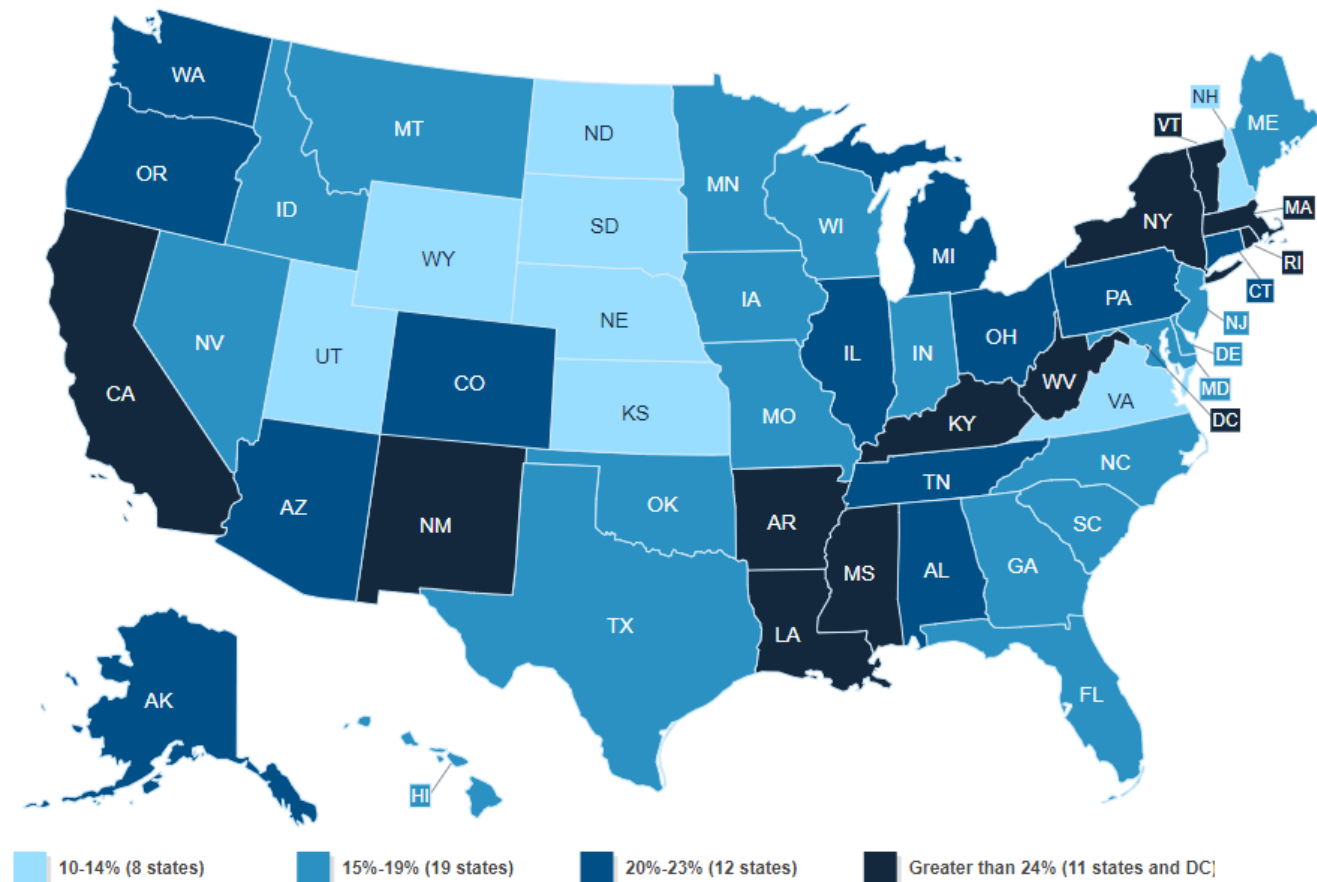 WA
MT
ND
OR
ID
WY
SD
MN
WI
MI
NH
VT
ME
NY
MA
RI
CT
NE
IA
PA
NJ
NV
UT
CO
KS
IL
IN
OH
DE
MD
DC
CA
MO
KY
WV
VA
AZ
NM
OK
AR
TN
NC
SC
TX
LA
MS
AL
GA
FL
AK
HI
10-14% (8 states)
15%-19% (19 states)
20%-23% (12 states)
Greater than 24% (11 states and DC)